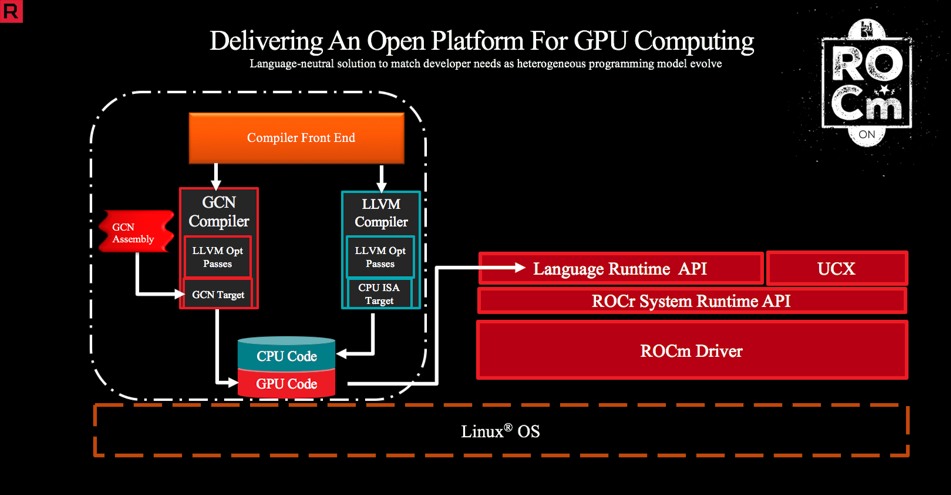 R
Delivering An Open Platform For GPU Computing
Language-neutral solution to match developer needs as heterogeneous programming model evolve
RO
Cm
ON
Compiler Front End
GCN
Compiler
LLVM Opt
Passes
GCN Target
GCN
Assembly
LLVM
Compiler
LLVM Opt
Passes
CPU ISA
Target
CPU Code
GPU Code
Language Runtime API
UCX
ROCr System Runtime API
ROCm Driver
Linux® OS